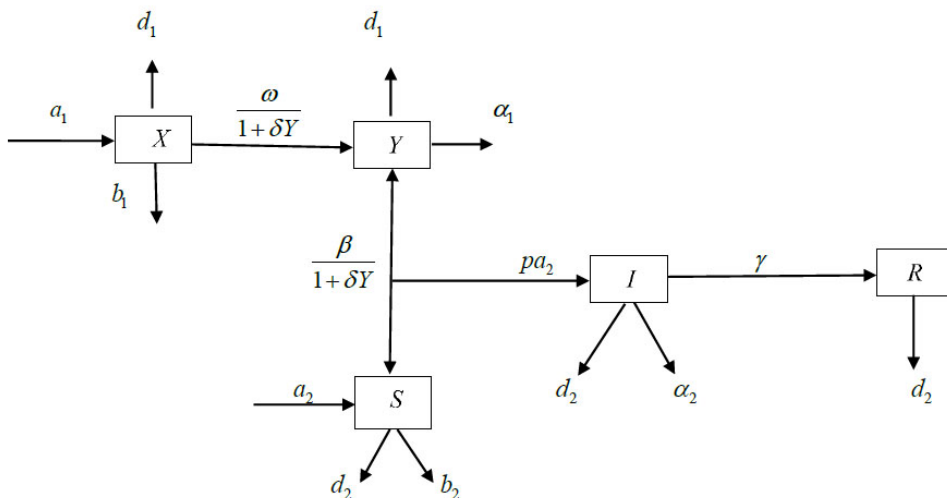 d₁
d₁
a₁
X
ω
1 + δY
Y
α₁
b₁
β
1 + δY
pa₂
I
γ
R
a₂
S
d₂
α₂
d₂
d₂
b₂